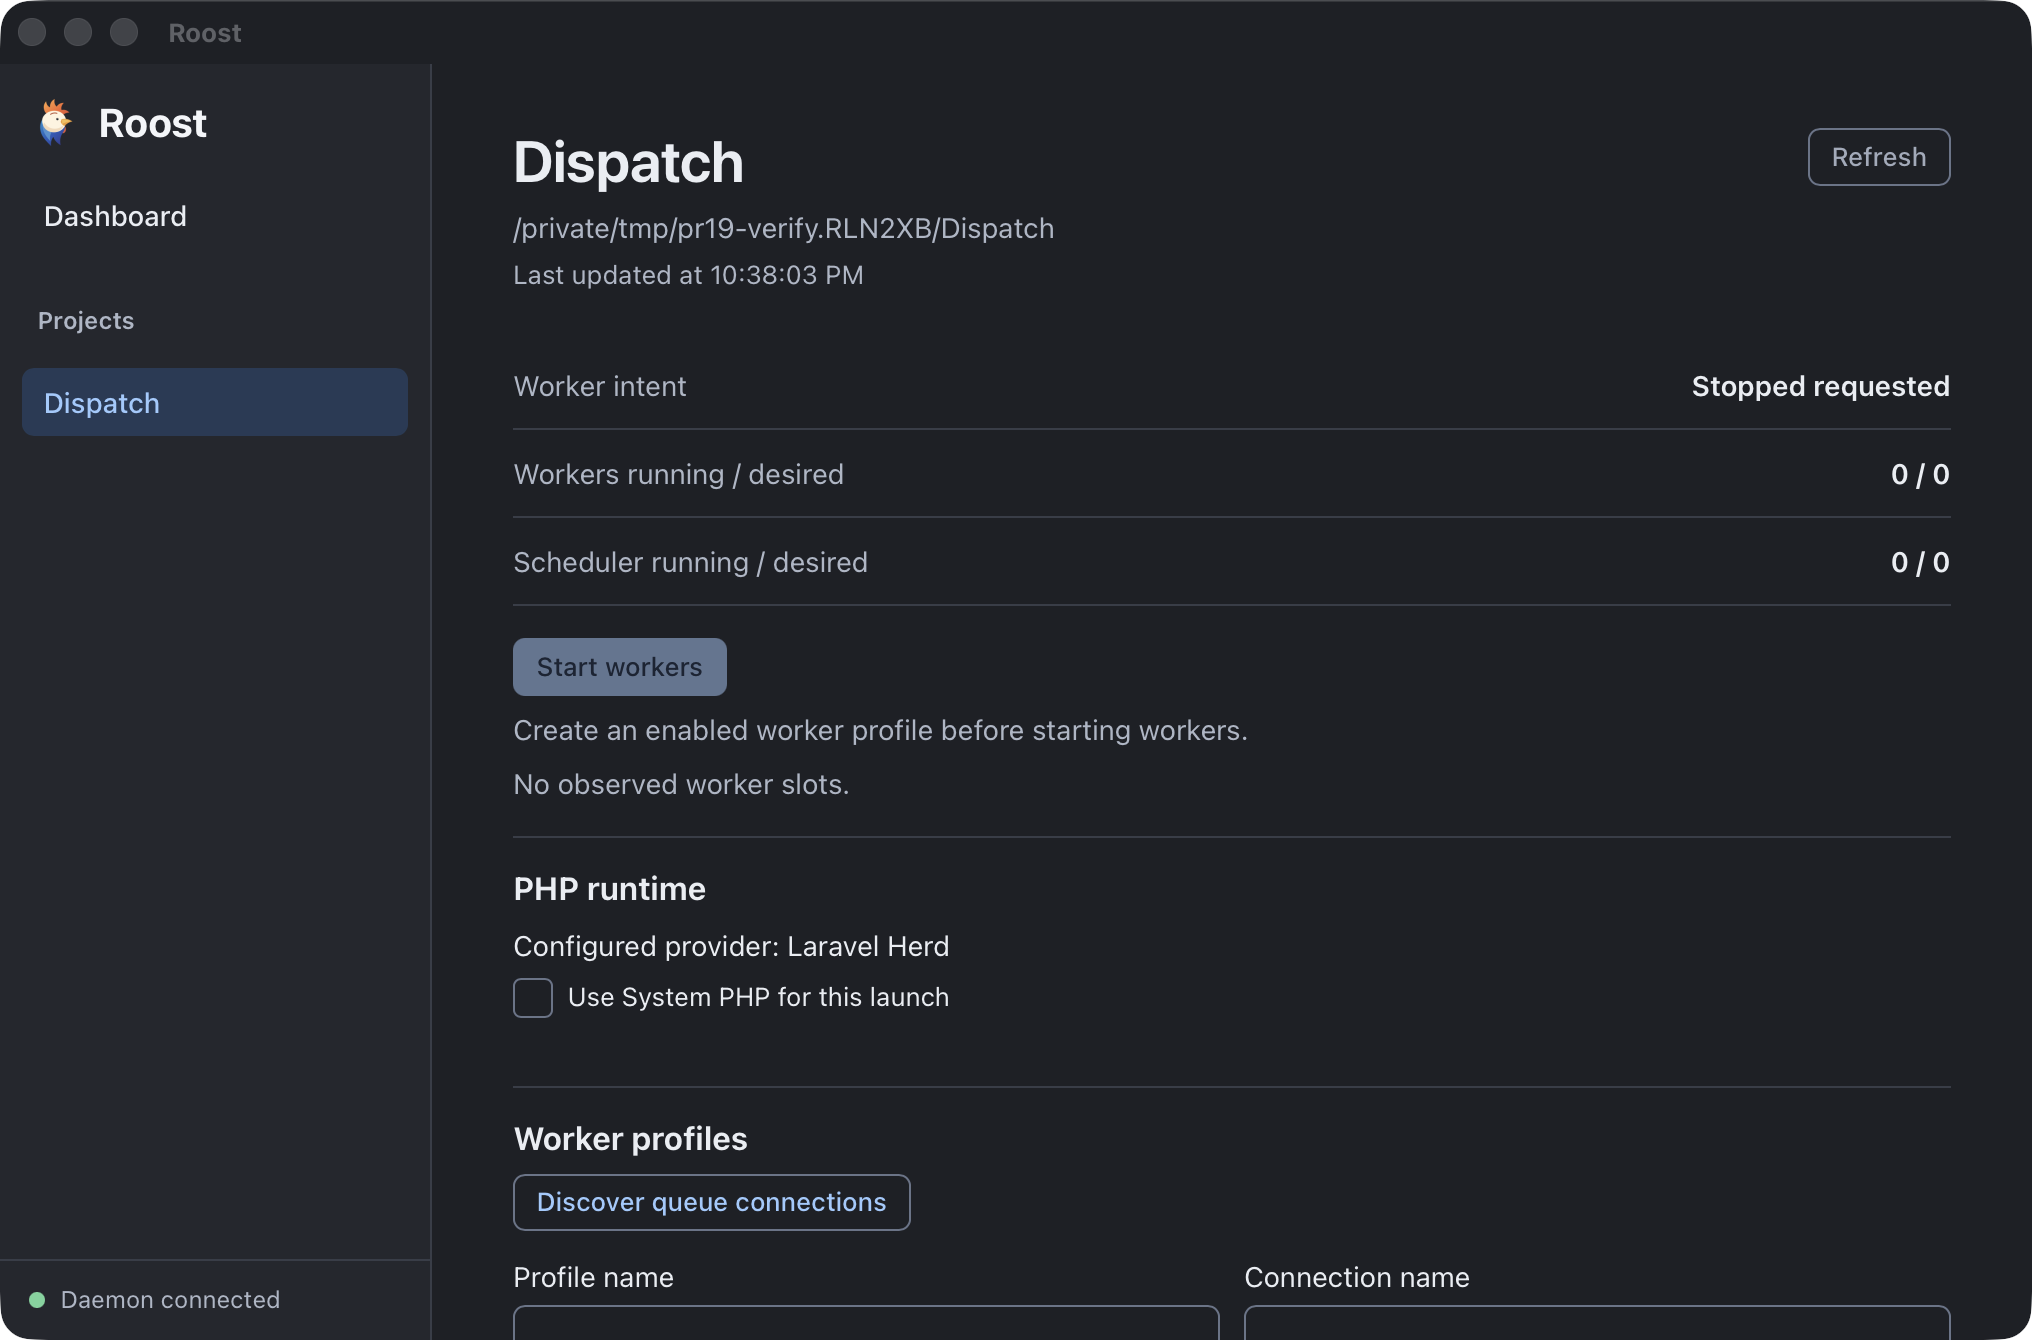 Roost
Roost
Dashboard
Projects
Dispatch
Daemon connected
Dispatch
Refresh
/private/tmp/pr19-verify.RLN2XB/Dispatch
Last updated at 10:38:03 PM
Worker intent
Stopped requested
Workers running / desired
0 / 0
Scheduler running / desired
0 / 0
Start workers
Create an enabled worker profile before starting workers.
No observed worker slots.
PHP runtime
Configured provider: Laravel Herd
Use System PHP for this launch
Worker profiles
Discover queue connections
Profile name
Connection name